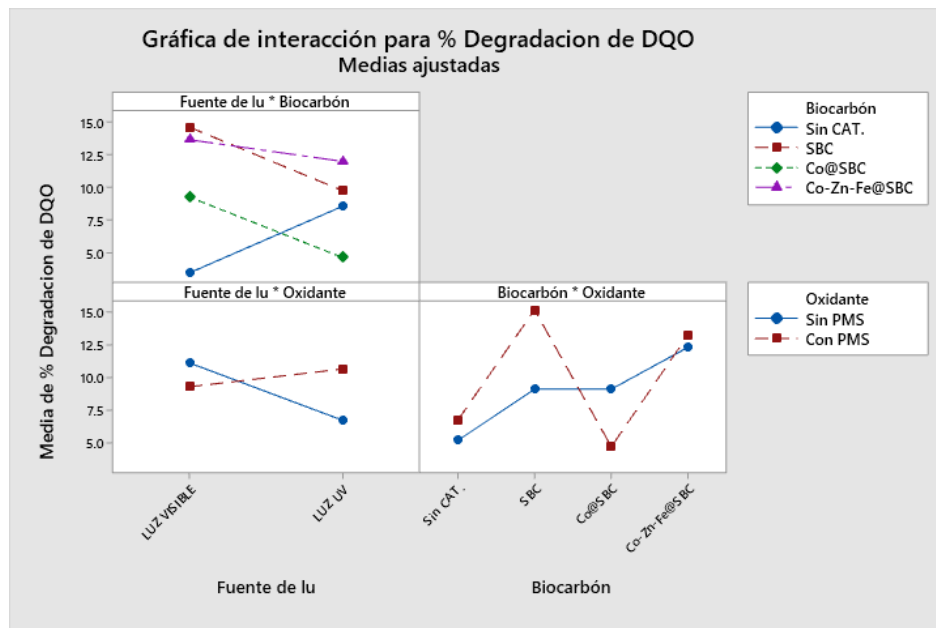 Gráfica de interacción para % Degradacion de DQO
Medias ajustadas
Media de % Degradacion de DQO
Fuente de lu * Biocarbón
15.0
12.5
10.0
7.5
5.0
Fuente de lu * Oxidante
Biocarbón * Oxidante
15.0
12.5
10.0
7.5
5.0
LUZ VISIBLE
LUZ UV
Sin CAT.
SBC
Co@SBC
Co-Zn-Fe@SBC
Fuente de lu
Biocarbón
Biocarbón
Sin CAT.
SBC
Co@SBC
Co-Zn-Fe@SBC
Oxidante
Sin PMS
Con PMS